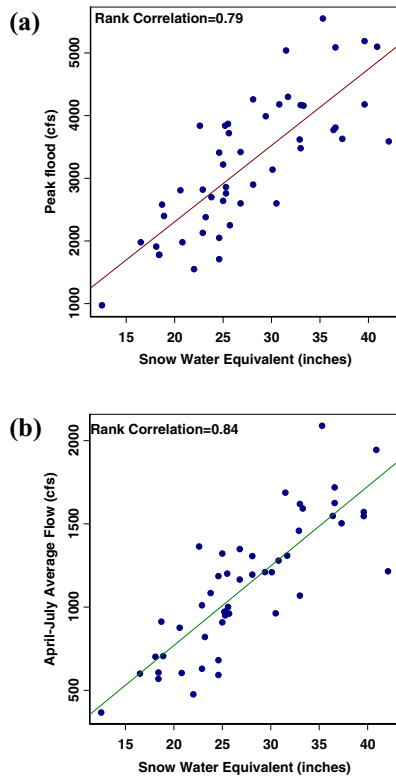 (a)
Rank Correlation=0.79
Peak flood (cfs)
5000
4000
3000
2000
1000
15 20 25 30 35 40
Snow Water Equivalent (inches)
(b)
Rank Correlation=0.84
April-July Average Flow (cfs)
2000
1500
1000
500
15 20 25 30 35 40
Snow Water Equivalent (inches)